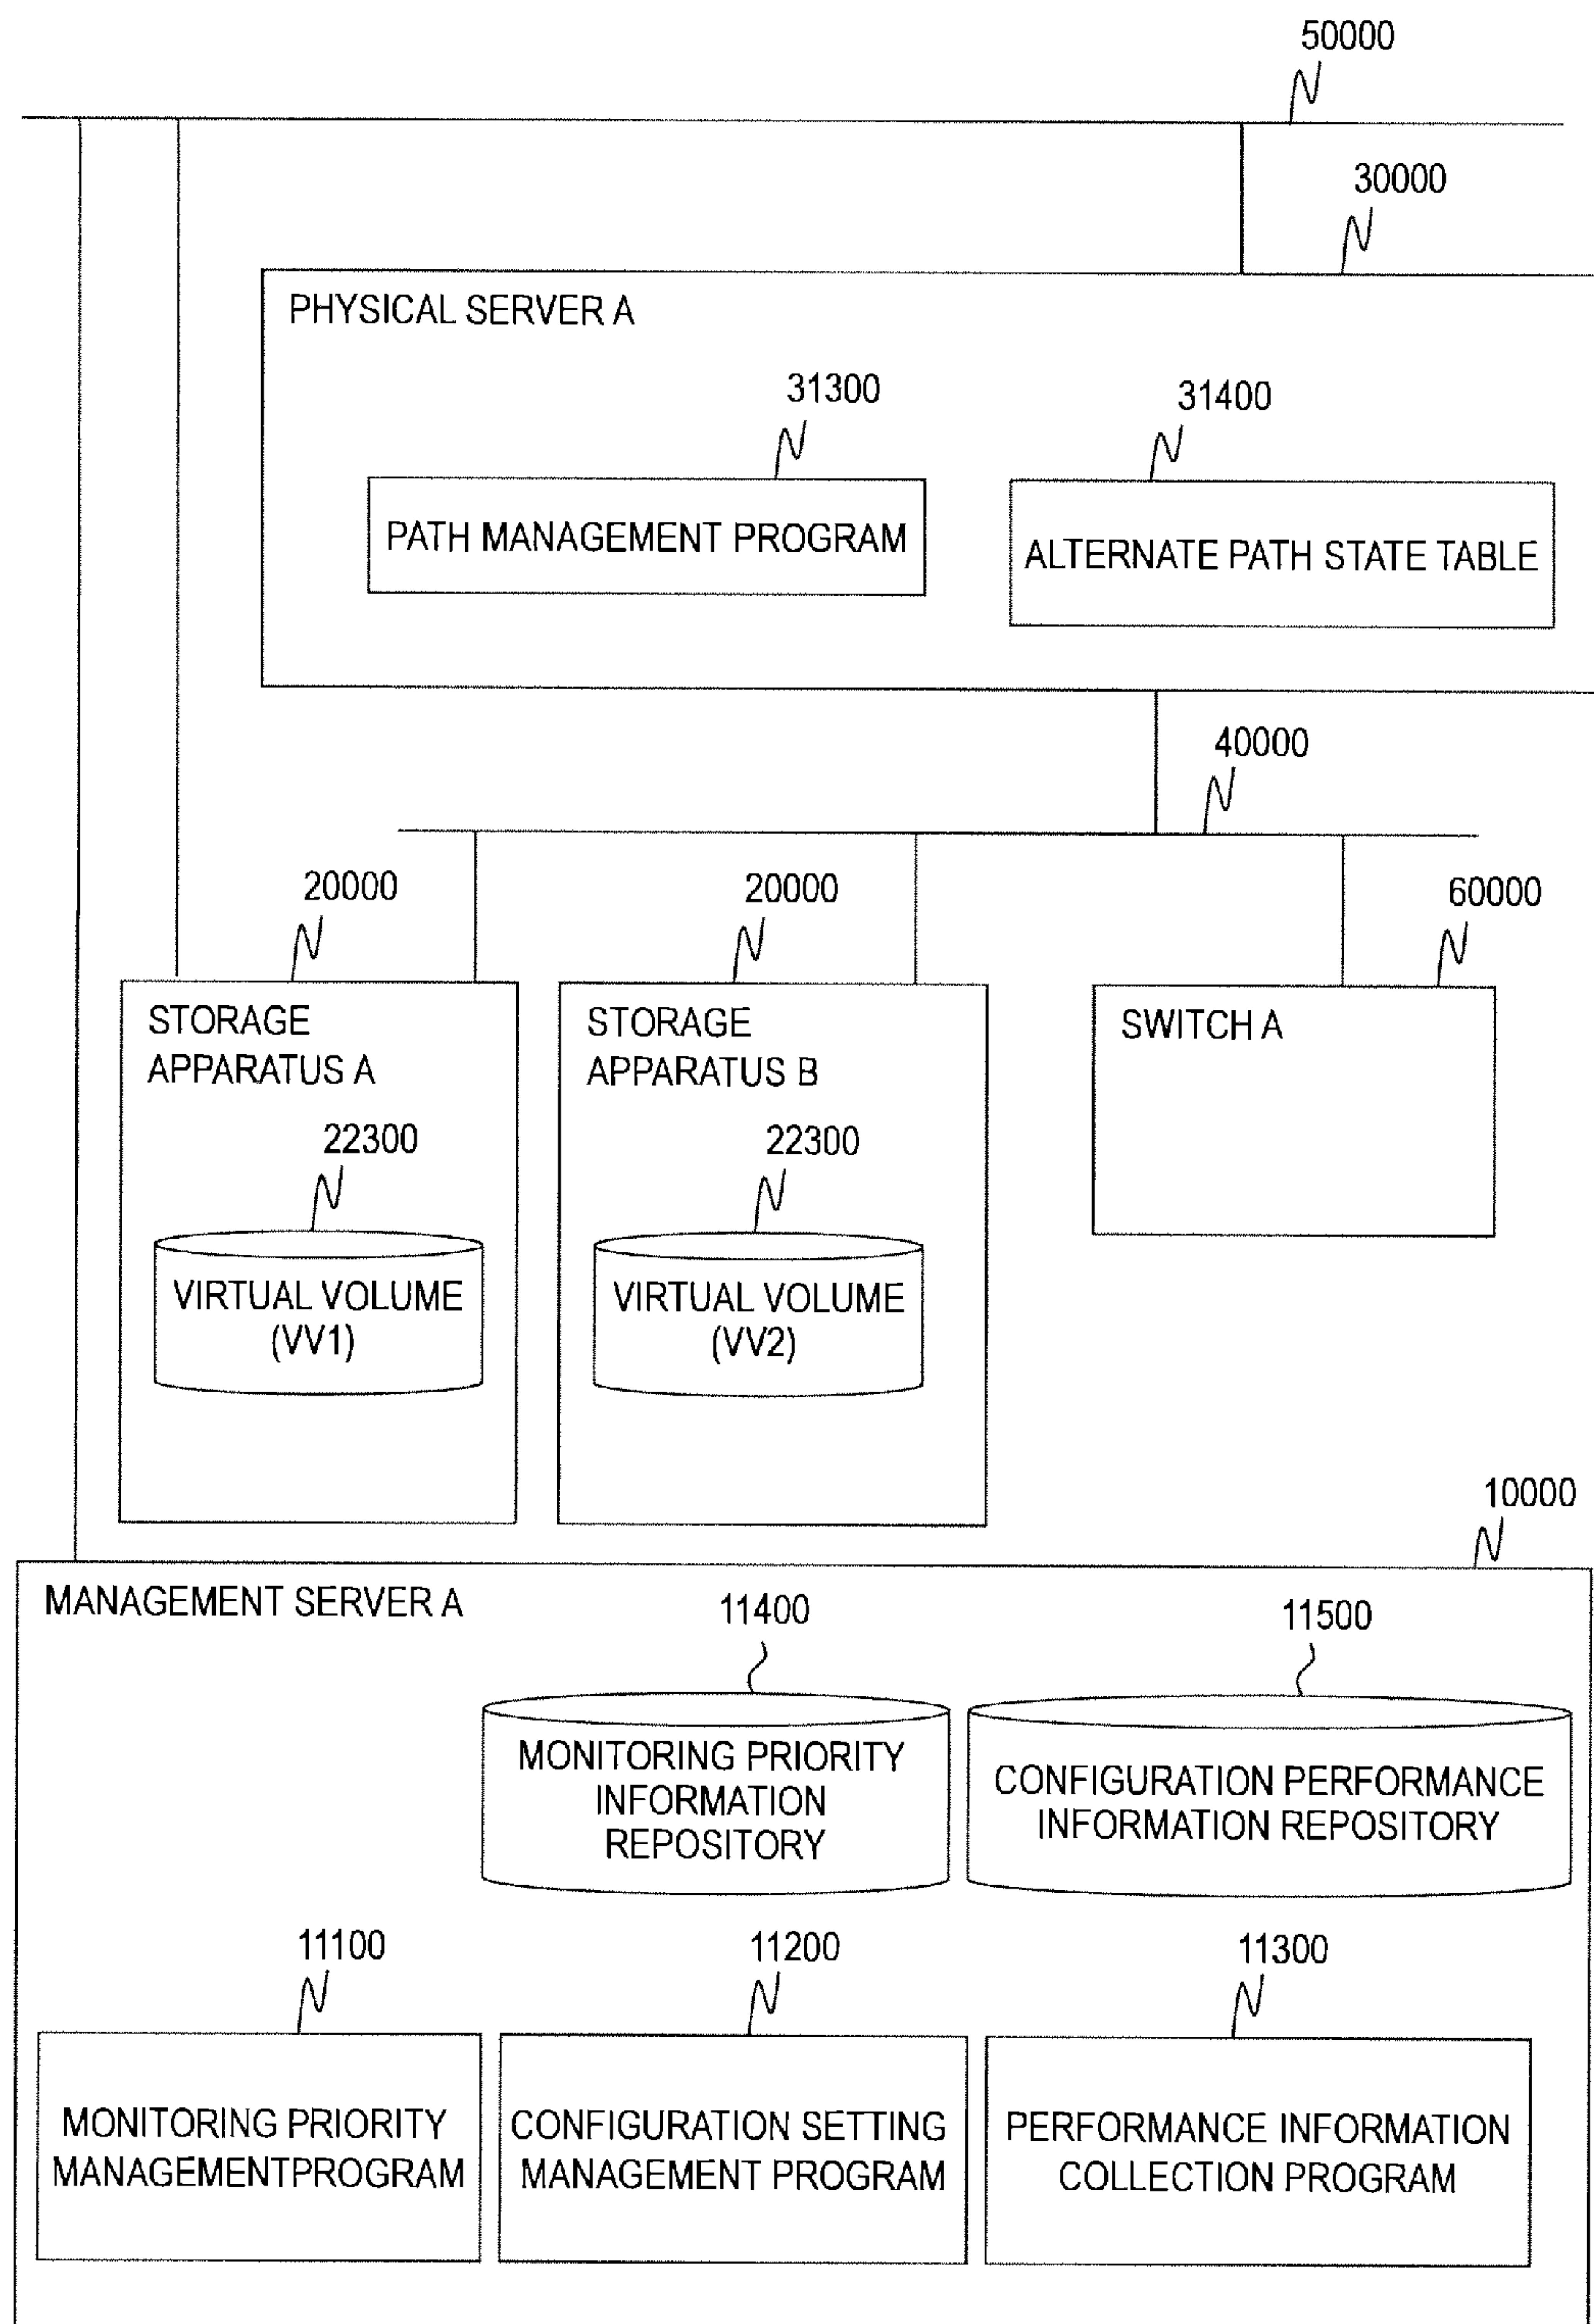 50000
30000
PHYSICAL SERVER A
31300
31400
PATH MANAGEMENT PROGRAM
ALTERNATE PATH STATE TABLE
40000
20000
20000
60000
STORAGE
APPARATUS A
STORAGE
APPARATUS B
SWITCH A
22300
22300
VIRTUAL VOLUME
(VV1)
VIRTUAL VOLUME
(VV2)
10000
MANAGEMENT SERVER A
11400
11500
MONITORING PRIORITY
INFORMATION
REPOSITORY
CONFIGURATION PERFORMANCE
INFORMATION REPOSITORY
11100
11200
11300
MONITORING PRIORITY
MANAGEMENTPROGRAM
CONFIGURATION SETTING
MANAGEMENT PROGRAM
PERFORMANCE INFORMATION
COLLECTION PROGRAM